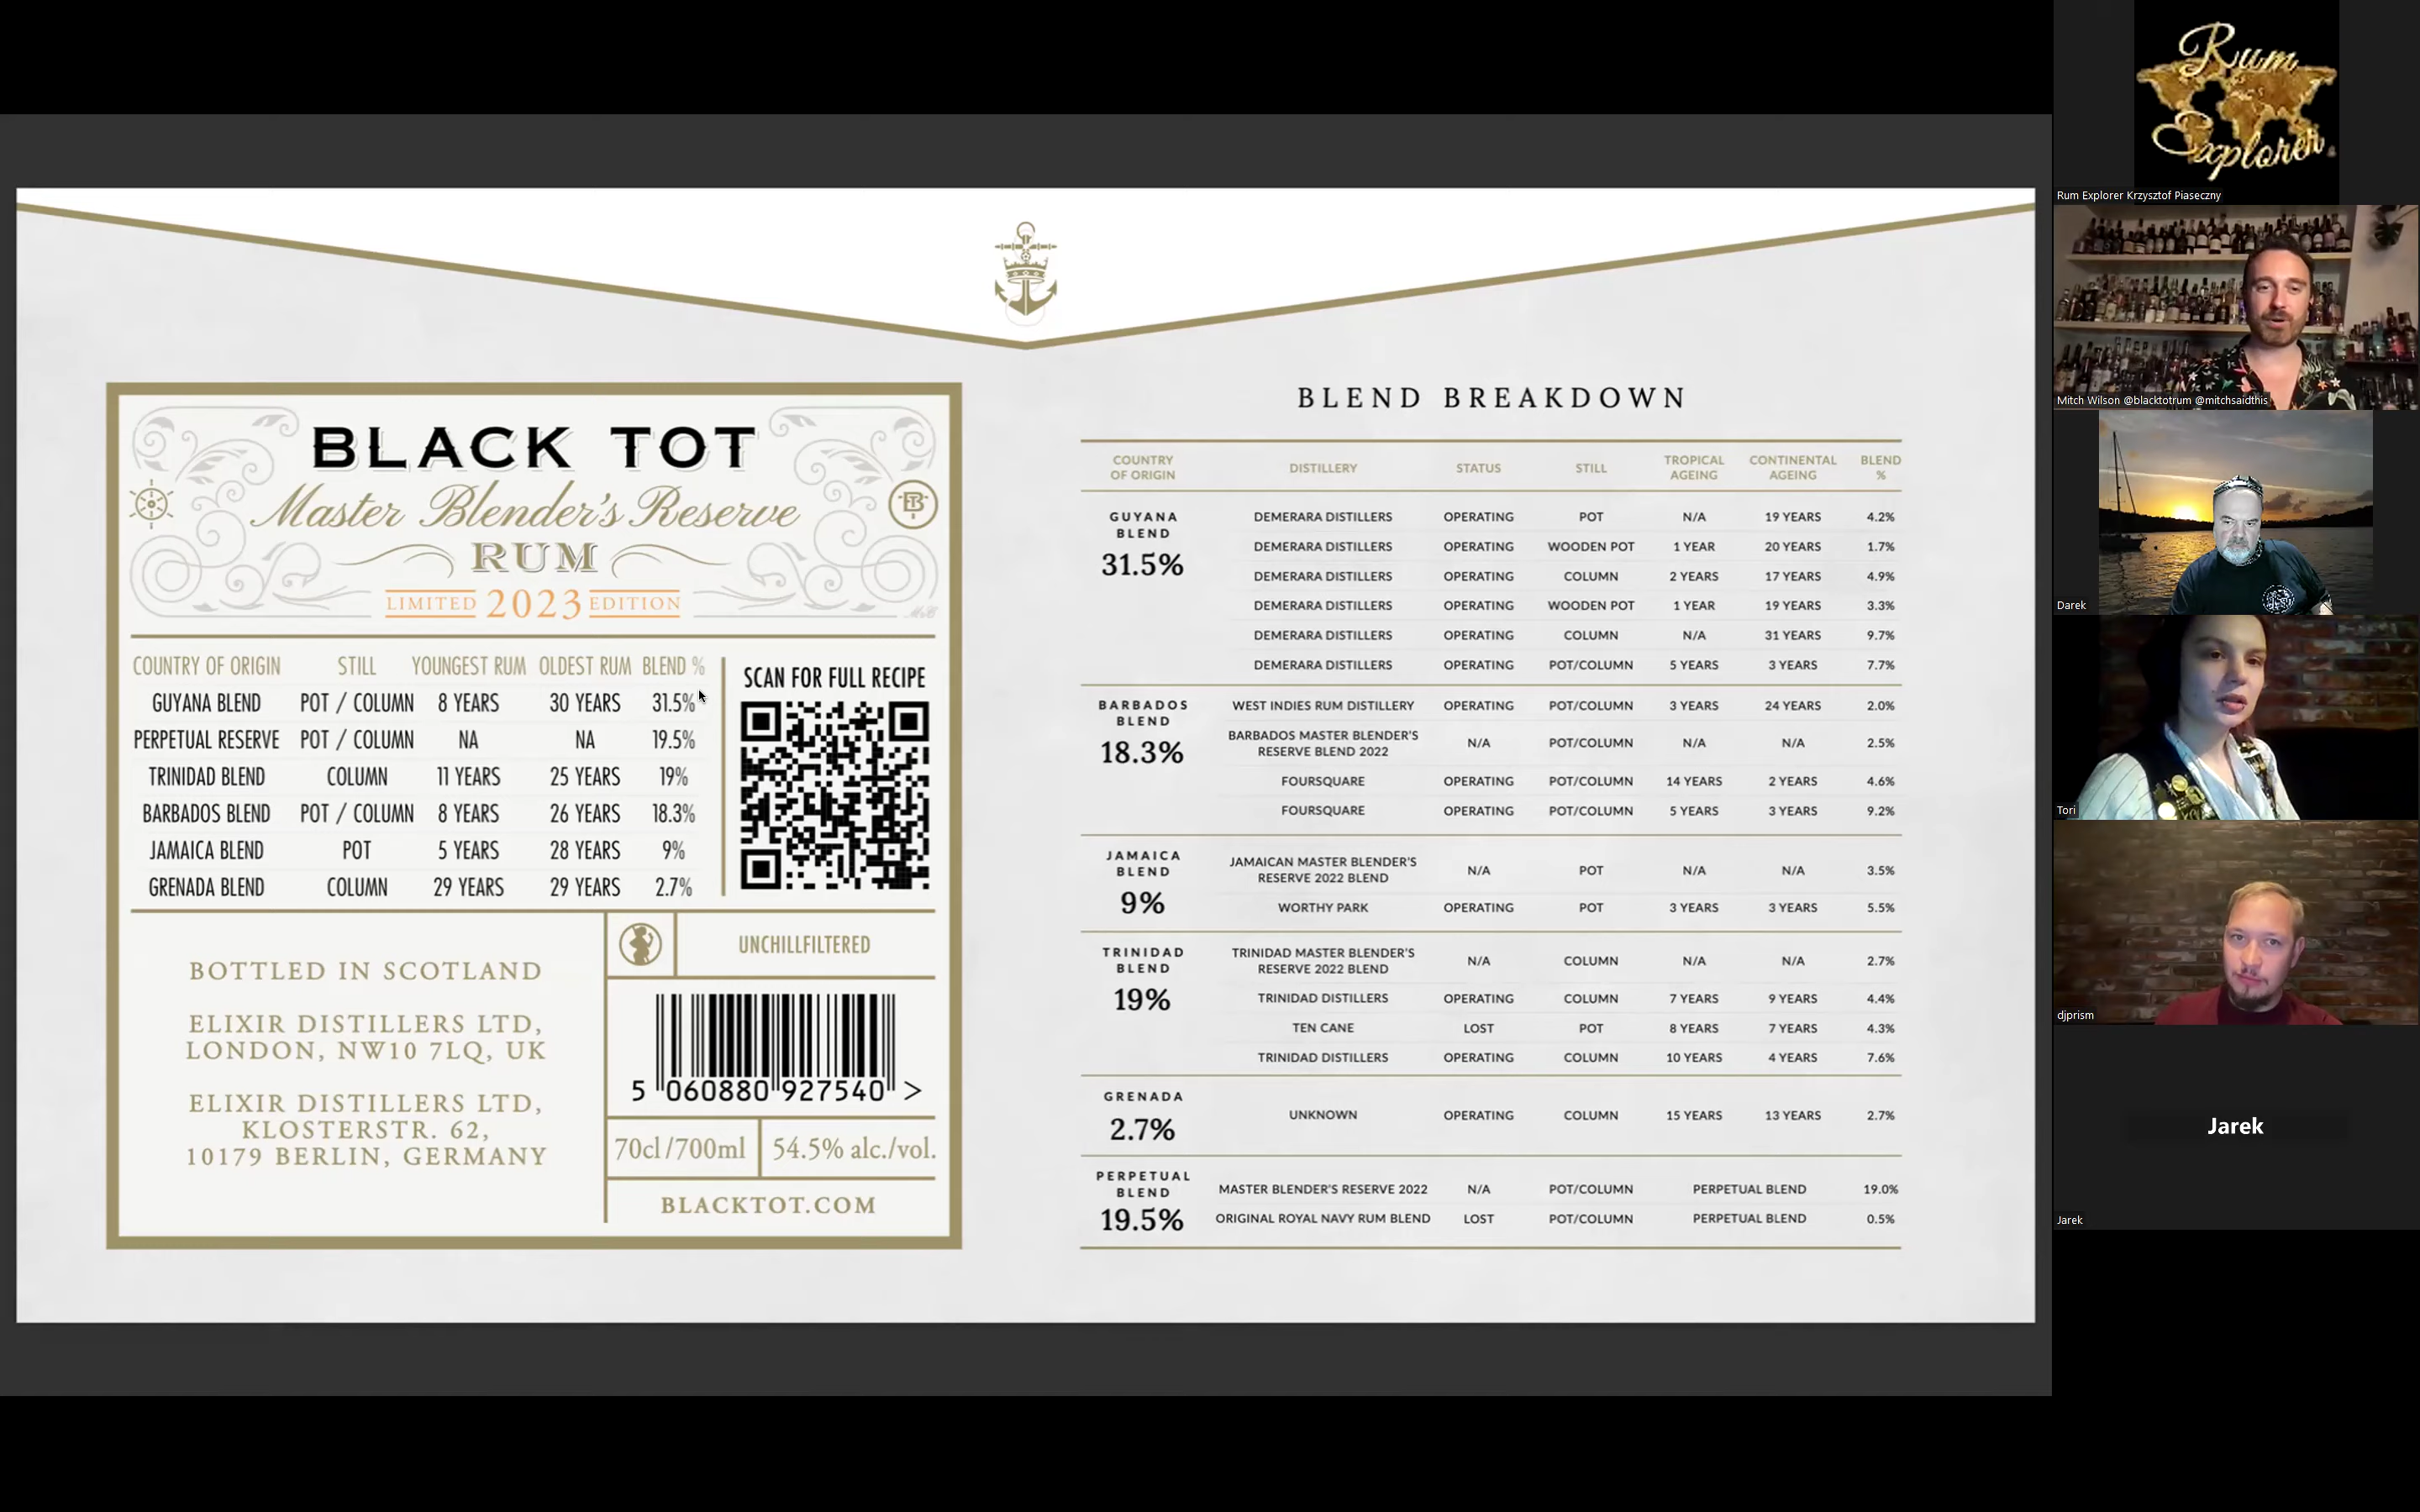 BLACK TOT
Master Blender's Reserve
RUM
LIMITED 2023 EDITION
COUNTRY OF ORIGIN STILL YOUNGEST RUM OLDEST RUM BLEND %
GUYANA BLEND POT / COLUMN 8 YEARS 30 YEARS 31.5%
PERPETUAL RESERVE POT / COLUMN NA NA 19.5%
TRINIDAD BLEND COLUMN 11 YEARS 25 YEARS 19%
BARBADOS BLEND POT / COLUMN 8 YEARS 26 YEARS 18.3%
JAMAICA BLEND POT 5 YEARS 28 YEARS 9%
GRENADA BLEND COLUMN 29 YEARS 29 YEARS 2.7%
SCAN FOR FULL RECIPE
BOTTLED IN SCOTLAND
ELIXIR DISTILLERS LTD,
LONDON, NW10 7LQ, UK
ELIXIR DISTILLERS LTD,
KLOSTERSTR. 62,
10179 BERLIN, GERMANY
UNCHILLFILTERED
5 060880 927540 >
70cl/700ml 54.5% alc./vol.
BLACKTOT.COM
BLEND BREAKDOWN
COUNTRY OF ORIGIN DISTILLERY STATUS STILL TROPICAL AGEING CONTINENTAL AGEING BLEND %
GUYANA BLEND
31.5%
DEMERARA DISTILLERS OPERATING POT N/A 19 YEARS 4.2%
DEMERARA DISTILLERS OPERATING WOODEN POT 1 YEAR 20 YEARS 1.7%
DEMERARA DISTILLERS OPERATING COLUMN 2 YEARS 17 YEARS 4.9%
DEMERARA DISTILLERS OPERATING WOODEN POT 1 YEAR 19 YEARS 3.3%
DEMERARA DISTILLERS OPERATING COLUMN N/A 31 YEARS 9.7%
DEMERARA DISTILLERS OPERATING POT/COLUMN 5 YEARS 3 YEARS 7.7%
BARBADOS BLEND
18.3%
WEST INDIES RUM DISTILLERY OPERATING POT/COLUMN 3 YEARS 24 YEARS 2.0%
BARBADOS MASTER BLENDER'S RESERVE BLEND 2022 N/A POT/COLUMN N/A N/A 2.5%
FOURSQUARE OPERATING POT/COLUMN 14 YEARS 2 YEARS 4.6%
FOURSQUARE OPERATING POT/COLUMN 5 YEARS 3 YEARS 9.2%
JAMAICA BLEND
9%
JAMAICAN MASTER BLENDER'S RESERVE 2022 BLEND N/A POT N/A N/A 3.5%
WORTHY PARK OPERATING POT 3 YEARS 3 YEARS 5.5%
TRINIDAD BLEND
19%
TRINIDAD MASTER BLENDER'S RESERVE 2022 BLEND N/A COLUMN N/A N/A 2.7%
TRINIDAD DISTILLERS OPERATING COLUMN 7 YEARS 9 YEARS 4.4%
TEN CANE LOST POT 8 YEARS 7 YEARS 4.3%
TRINIDAD DISTILLERS OPERATING COLUMN 10 YEARS 4 YEARS 7.6%
GRENADA
2.7%
UNKNOWN OPERATING COLUMN 15 YEARS 13 YEARS 2.7%
PERPETUAL BLEND
19.5%
MASTER BLENDER'S RESERVE 2022 N/A POT/COLUMN PERPETUAL BLEND 19.0%
ORIGINAL ROYAL NAVY RUM BLEND LOST POT/COLUMN PERPETUAL BLEND 0.5%
Rum
Explorer
Rum Explorer Krzysztof Piaseczny
Mitch Wilson @blacktotrum @mitchsaidthis
Darek
Tori
djprism
Jarek
Jarek